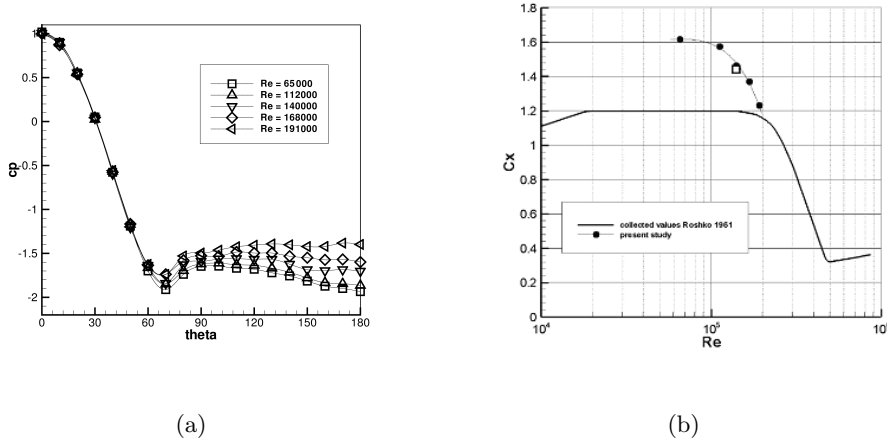 1
0.5
0
-0.5
-1
-1.5
-2
cp
0 30 60 90 120 150 180
theta
Re = 65000
Re = 112000
Re = 140000
Re = 168000
Re = 191000
(a)
1.8
1.6
1.4
1.2
1
0.8
0.6
0.4
0.2
0
Cx
10^4 10^5 10
Re
collected values Roshko 1961
present study
(b)